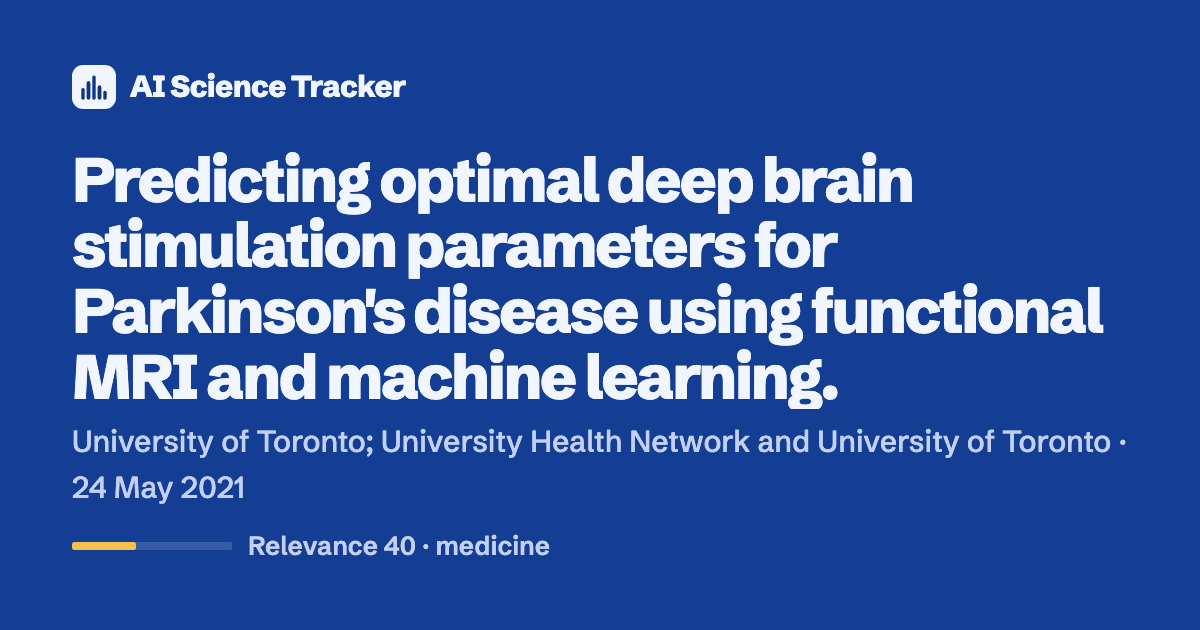 AI Science Tracker
Predicting optimal deep brain
stimulation parameters for
Parkinson's disease using functional
MRI and machine learning.
University of Toronto; University Health Network and University of Toronto ·
24 May 2021
Relevance 40 · medicine